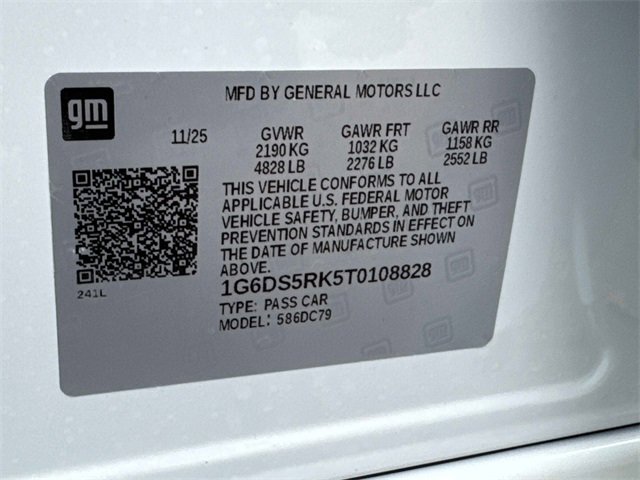 gm
MFD BY GENERAL MOTORS LLC
11/25 GVWR GAWR FRT GAWR RR
2190 KG 1032 KG 1158 KG
4828 LB 2276 LB 2552 LB
THIS VEHICLE CONFORMS TO ALL
APPLICABLE U.S. FEDERAL MOTOR
VEHICLE SAFETY, BUMPER, AND THEFT
PREVENTION STANDARDS IN EFFECT ON
THE DATE OF MANUFACTURE SHOWN
ABOVE.
1G6DS5RK5T0108828
241L
TYPE: PASS CAR
MODEL: 586DC79